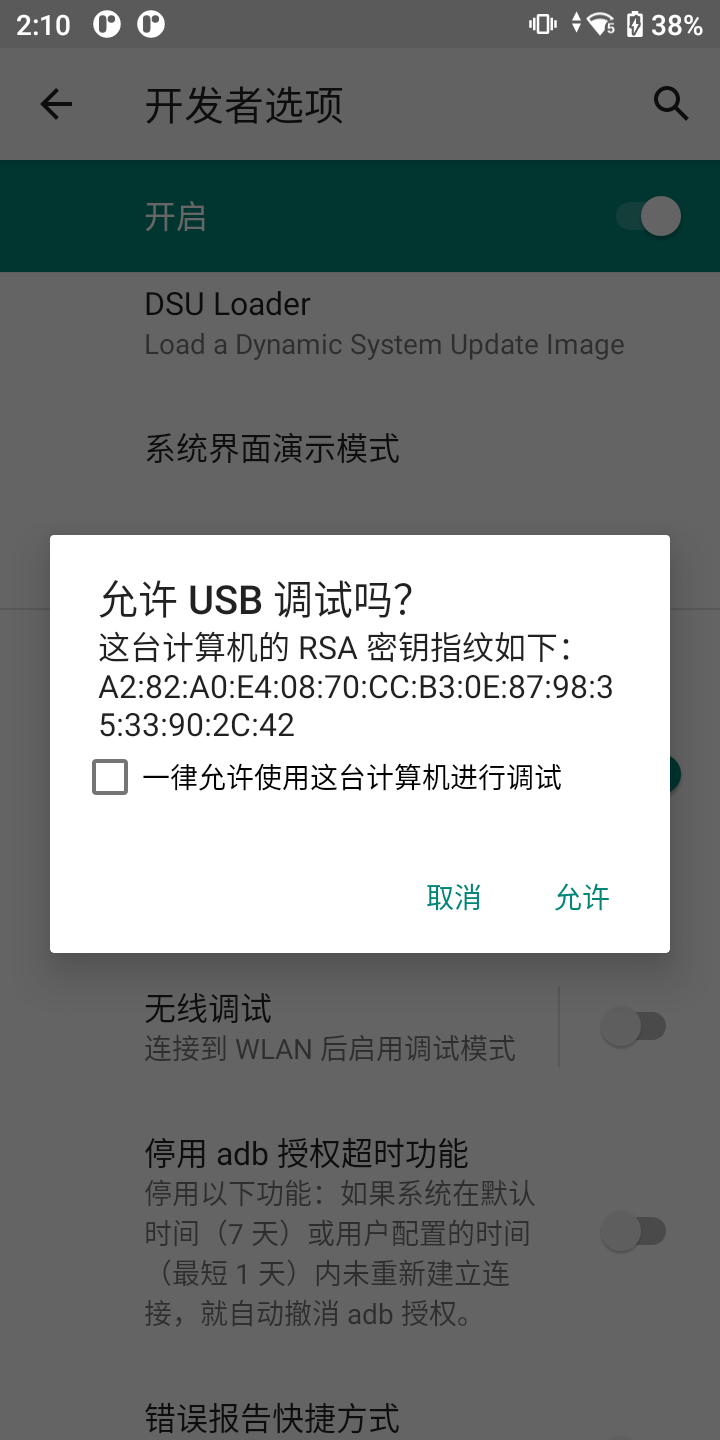 2:10
5
38%
开发者选项
开启
DSU Loader
Load a Dynamic System Update Image
系统界面演示模式
允许 USB 调试吗？
这台计算机的 RSA 密钥指纹如下：
A2:82:A0:E4:08:70:CC:B3:0E:87:98:3
5:33:90:2C:42
一律允许使用这台计算机进行调试
取消
允许
无线调试
连接到 WLAN 后启用调试模式
停用 adb 授权超时功能
停用以下功能：如果系统在默认
时间（7 天）或用户配置的时间
（最短 1 天）内未重新建立连
接，就自动撤消 adb 授权。
错误报告快捷方式